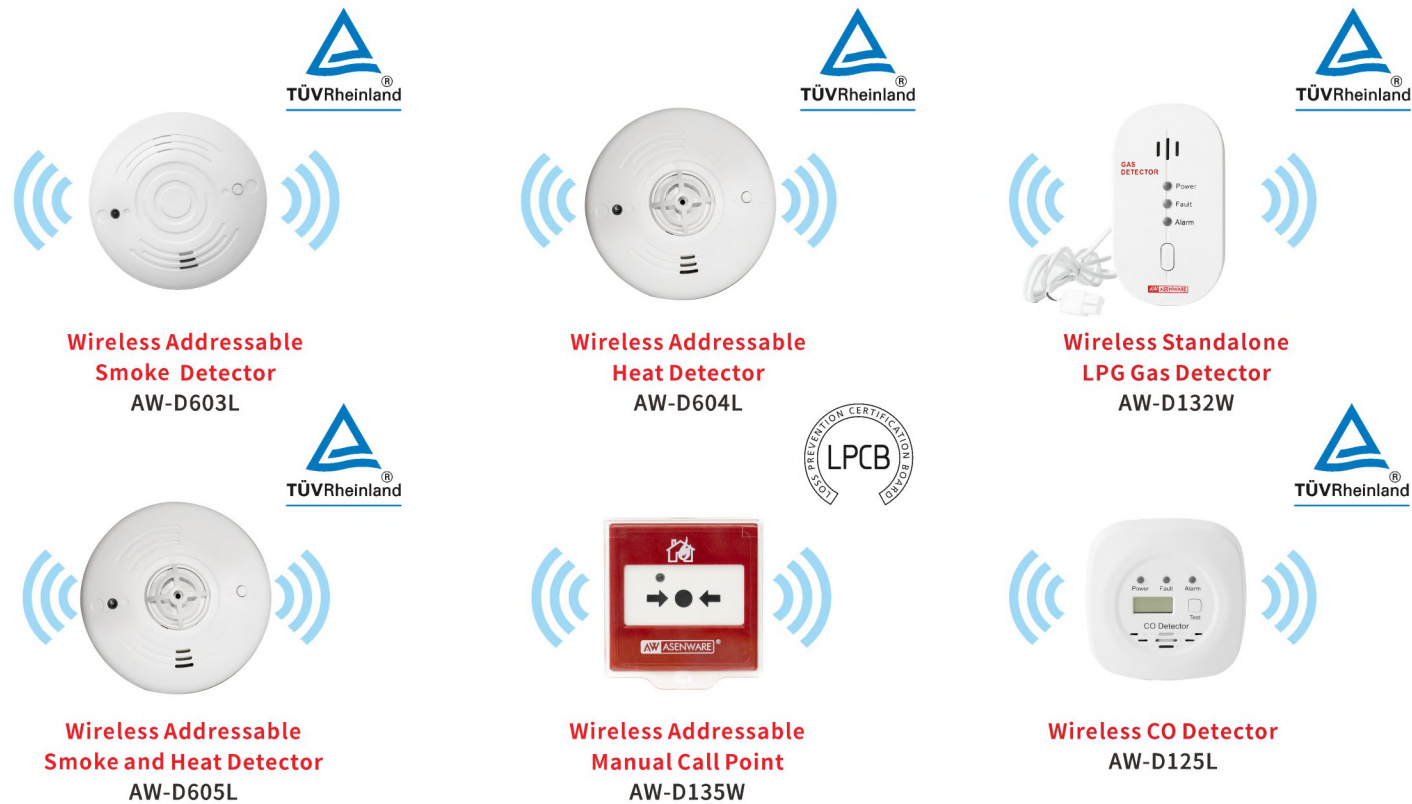 TÜVRheinland®
TÜVRheinland®
TÜVRheinland®
GAS
DETECTOR
Power
Fault
Alarm
AW ASENWARE
Wireless Addressable
Smoke Detector
AW-D603L
Wireless Addressable
Heat Detector
AW-D604L
Wireless Standalone
LPG Gas Detector
AW-D132W
TÜVRheinland®
LOSS PREVENTION CERTIFICATION BOARD
LPCB
TÜVRheinland®
AW ASENWARE®
Power Fault Alarm
Test
CO Detector
Wireless Addressable
Smoke and Heat Detector
AW-D605L
Wireless Addressable
Manual Call Point
AW-D135W
Wireless CO Detector
AW-D125L